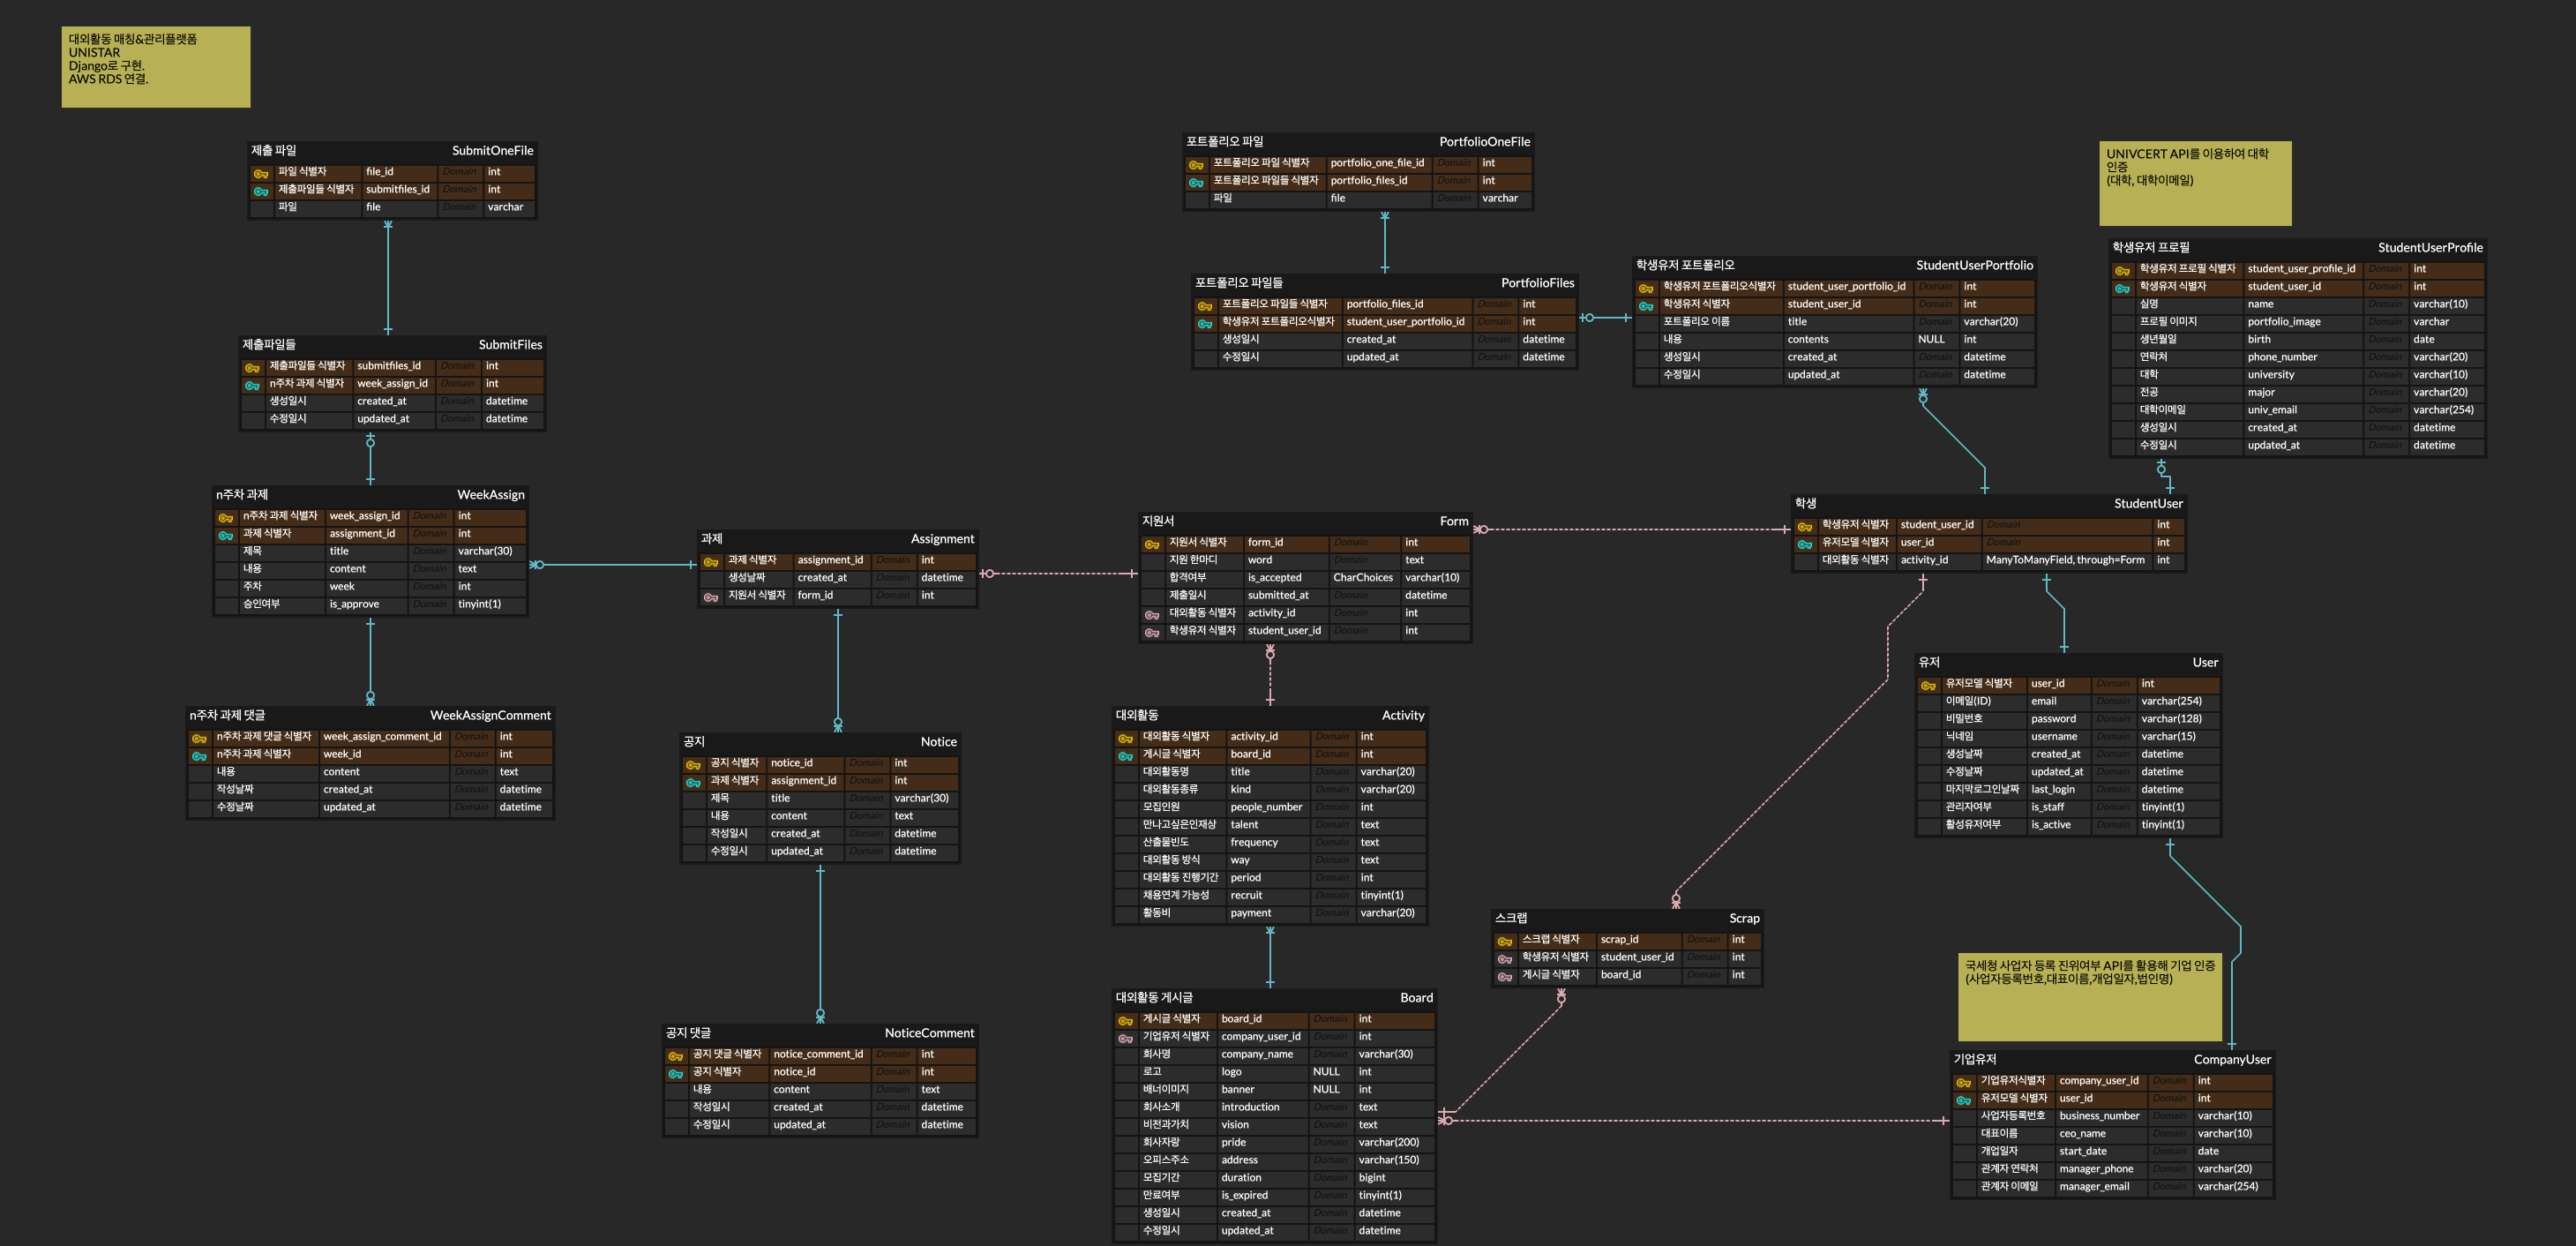 대외활동 매칭&관리플랫폼
UNISTAR
Django로 구현.
AWS RDS 연결.
제출 파일 SubmitOneFile
파일 식별자 file_id Domain int
제출파일들 식별자 submitfiles_id Domain int
파일 file Domain varchar
포트폴리오 파일 PortfolioOneFile
포트폴리오 파일 식별자 portfolio_one_file_id Domain int
포트폴리오 파일들 식별자 portfolio_files_id Domain int
파일 file Domain varchar
UNIVCERT API를 이용하여 대학
인증
(대학, 대학이메일)
학생유저 프로필 StudentUserProfile
학생유저 프로필 식별자 student_user_profile_id Domain int
학생유저 식별자 student_user_id Domain int
실명 name Domain varchar(10)
프로필 이미지 portfolio_image Domain varchar
생년월일 birth Domain date
연락처 phone_number Domain varchar(20)
대학 university Domain varchar(10)
전공 major Domain varchar(20)
대학이메일 univ_email Domain varchar(254)
생성일시 created_at Domain datetime
수정일시 updated_at Domain datetime
포트폴리오 파일들 PortfolioFiles
포트폴리오 파일들 식별자 portfolio_files_id Domain int
학생유저 포트폴리오식별자 student_user_portfolio_id Domain int
생성일시 created_at Domain datetime
수정일시 updated_at Domain datetime
학생유저 포트폴리오 StudentUserPortfolio
학생유저 포트폴리오식별자 student_user_portfolio_id Domain int
학생유저 식별자 student_user_id Domain int
포트폴리오 이름 title Domain varchar(20)
내용 contents NULL int
생성일시 created_at Domain datetime
수정일시 updated_at Domain datetime
제출파일들 SubmitFiles
제출파일들 식별자 submitfiles_id Domain int
n주차 과제 식별자 week_assign_id Domain int
생성일시 created_at Domain datetime
수정일시 updated_at Domain datetime
n주차 과제 WeekAssign
n주차 과제 식별자 week_assign_id Domain int
과제 식별자 assignment_id Domain int
제목 title Domain varchar(30)
내용 content Domain text
주차 week Domain int
승인여부 is_approve Domain tinyint(1)
과제 Assignment
과제 식별자 assignment_id Domain int
생성날짜 created_at Domain datetime
지원서 식별자 form_id Domain int
지원서 Form
지원서 식별자 form_id Domain int
지원 한마디 word Domain text
합격여부 is_accepted CharChoices varchar(10)
제출일시 submitted_at Domain datetime
대외활동 식별자 activity_id Domain int
학생유저 식별자 student_user_id Domain int
학생 StudentUser
학생유저 식별자 student_user_id Domain int
유저모델 식별자 user_id Domain int
대외활동 식별자 activity_id ManyToManyField, through=Form int
유저 User
유저모델 식별자 user_id Domain int
이메일(ID) email Domain varchar(254)
비밀번호 password Domain varchar(128)
닉네임 username Domain varchar(15)
생성날짜 created_at Domain datetime
수정날짜 updated_at Domain datetime
마지막로그인날짜 last_login Domain datetime
관리자여부 is_staff Domain tinyint(1)
활성유저여부 is_active Domain tinyint(1)
n주차 과제 댓글 WeekAssignComment
n주차 과제 댓글 식별자 week_assign_comment_id Domain int
n주차 과제 식별자 week_id Domain int
내용 content Domain text
작성날짜 created_at Domain datetime
수정날짜 updated_at Domain datetime
공지 Notice
공지 식별자 notice_id Domain int
과제 식별자 assignment_id Domain int
제목 title Domain varchar(30)
내용 content Domain text
작성일시 created_at Domain datetime
수정일시 updated_at Domain datetime
대외활동 Activity
대외활동 식별자 activity_id Domain int
게시글 식별자 board_id Domain int
대외활동명 title Domain varchar(20)
대외활동종류 kind Domain varchar(20)
모집인원 people_number Domain int
만나고싶은인재상 talent Domain text
산출물빈도 frequency Domain text
대외활동 방식 way Domain text
대외활동 진행기간 period Domain int
채용연계 가능성 recruit Domain tinyint(1)
활동비 payment Domain varchar(20)
스크랩 Scrap
스크랩 식별자 scrap_id Domain int
학생유저 식별자 student_user_id Domain int
게시글 식별자 board_id Domain int
국세청 사업자 등록 진위여부 API를 활용해 기업 인증
(사업자등록번호,대표이름,개업일자,법인명)
공지 댓글 NoticeComment
공지 댓글 식별자 notice_comment_id Domain int
공지 식별자 notice_id Domain int
내용 content Domain text
작성일시 created_at Domain datetime
수정일시 updated_at Domain datetime
대외활동 게시글 Board
게시글 식별자 board_id Domain int
기업유저 식별자 company_user_id Domain int
회사명 company_name Domain varchar(30)
로고 logo NULL int
배너이미지 banner NULL int
회사소개 introduction Domain text
비전과가치 vision Domain text
회사자랑 pride Domain varchar(200)
오피스주소 address Domain varchar(150)
모집기간 duration Domain bigint
만료여부 is_expired Domain tinyint(1)
생성일시 created_at Domain datetime
수정일시 updated_at Domain datetime
기업유저 CompanyUser
기업유저식별자 company_user_id Domain int
유저모델 식별자 user_id Domain int
사업자등록번호 business_number Domain varchar(10)
대표이름 ceo_name Domain varchar(10)
개업일자 start_date Domain date
관계자 연락처 manager_phone Domain varchar(20)
관계자 이메일 manager_email Domain varchar(254)